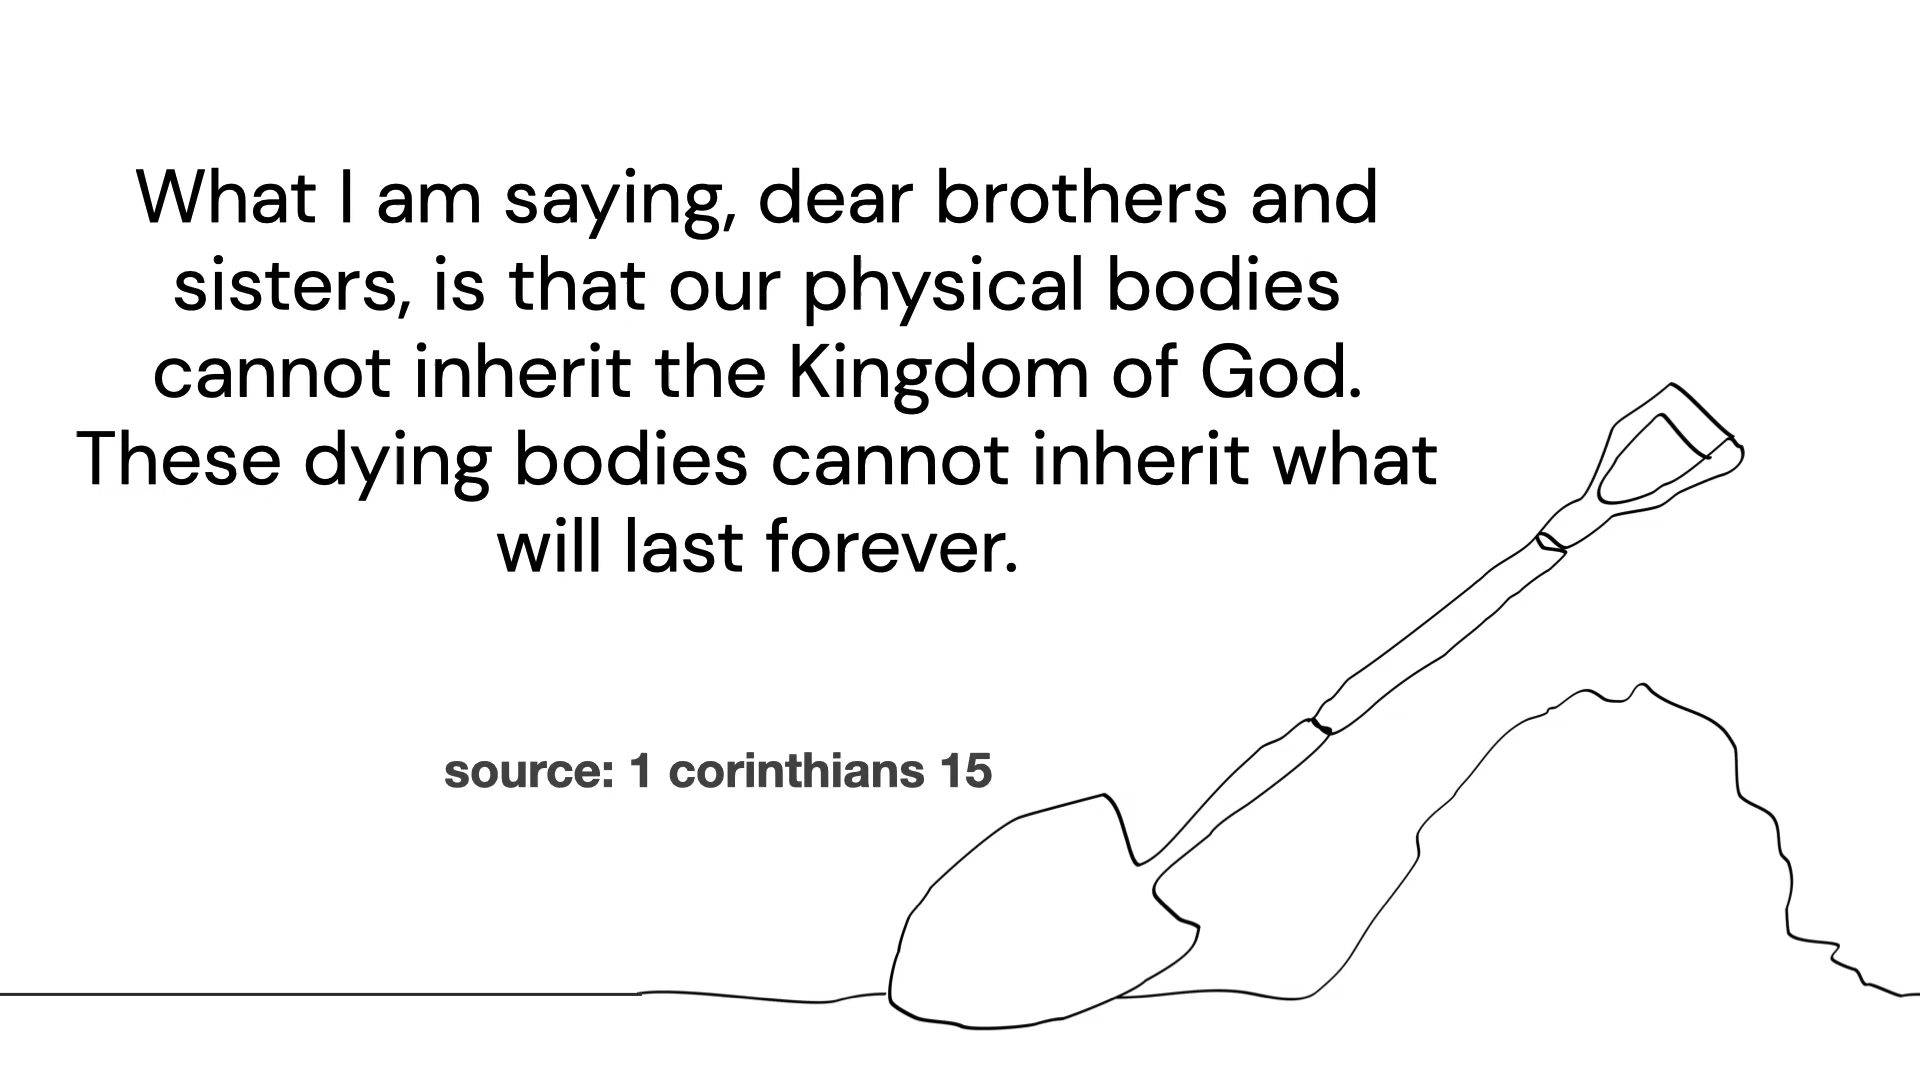 What I am saying, dear brothers and
sisters, is that our physical bodies
cannot inherit the Kingdom of God.
These dying bodies cannot inherit what
will last forever.
source: 1 corinthians 15